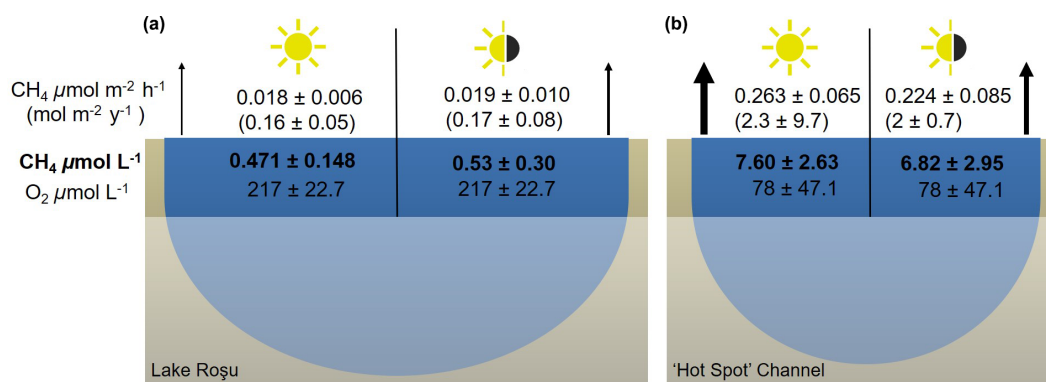 (a)
(b)
CH₄ µmol m⁻² h⁻¹
(mol m⁻² y⁻¹ )
0.018 ± 0.006
(0.16 ± 0.05)
0.019 ± 0.010
(0.17 ± 0.08)
0.263 ± 0.065
(2.3 ± 9.7)
0.224 ± 0.085
(2 ± 0.7)
CH₄ µmol L⁻¹
0.471 ± 0.148
0.53 ± 0.30
7.60 ± 2.63
6.82 ± 2.95
O₂ µmol L⁻¹
217 ± 22.7
217 ± 22.7
78 ± 47.1
78 ± 47.1
Lake Roşu
‘Hot Spot’ Channel